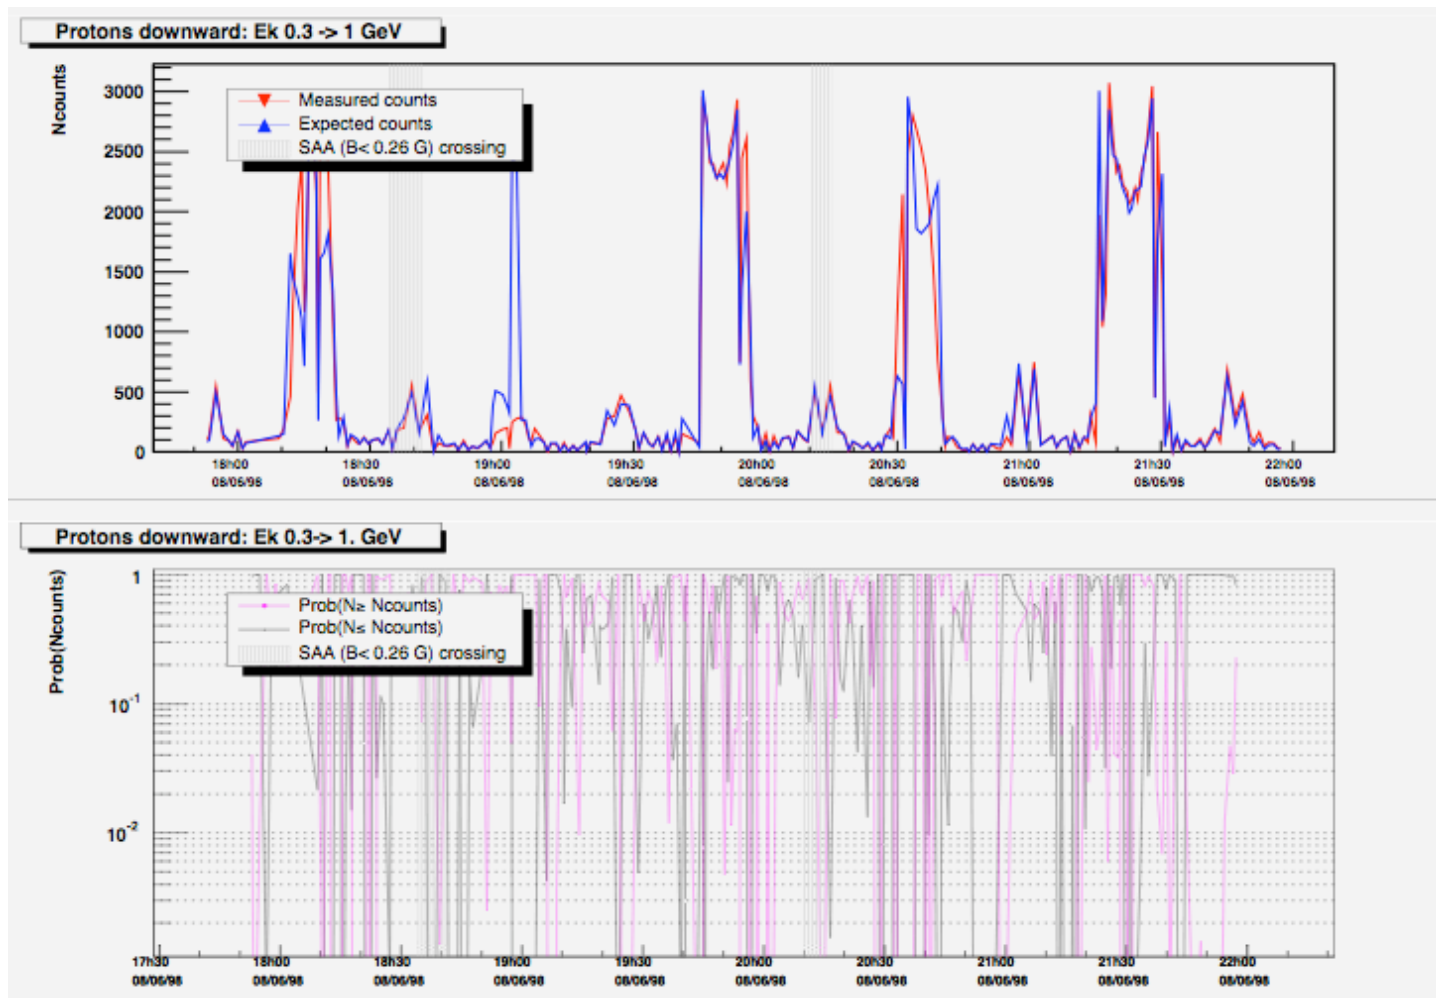 Protons downward: Ek 0.3 -> 1 GeV
Ncounts
3000
2500
2000
1500
1000
500
0
Measured counts
Expected counts
SAA (B< 0.26 G) crossing
18h00 18h30 19h00 19h30 20h00 20h30 21h00 21h30 22h00
08/06/98 08/06/98 08/06/98 08/06/98 08/06/98 08/06/98 08/06/98 08/06/98 08/06/98
Protons downward: Ek 0.3-> 1. GeV
Prob(Ncounts)
1
10-1
10-2
Prob(N≥ Ncounts)
Prob(N≤ Ncounts)
SAA (B< 0.26 G) crossing
17h30 18h00 18h30 19h00 19h30 20h00 20h30 21h00 21h30 22h00
08/06/98 08/06/98 08/06/98 08/06/98 08/06/98 08/06/98 08/06/98 08/06/98 08/06/98 08/06/98